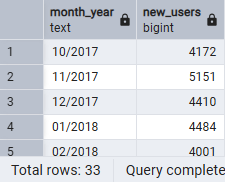 month_year new_users
text bigint
1 10/2017 4172
2 11/2017 5151
3 12/2017 4410
4 01/2018 4484
5 02/2018 4001
Total rows: 33 Query complete